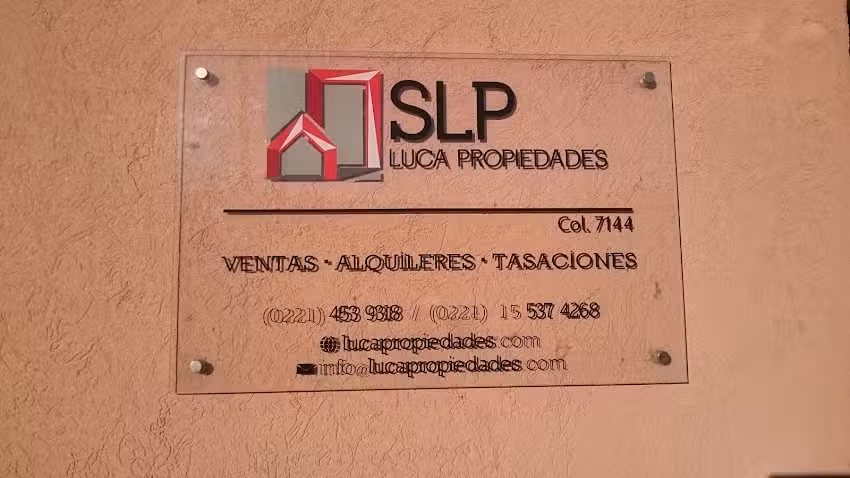 SLP
LUCA PROPIEDADES
Col. 7144
VENTAS · ALQUILERES · TASACIONES
(0221) 453 9318 / (0221) 15 537 4268
lucapropiedades.com
info@lucapropiedades.com